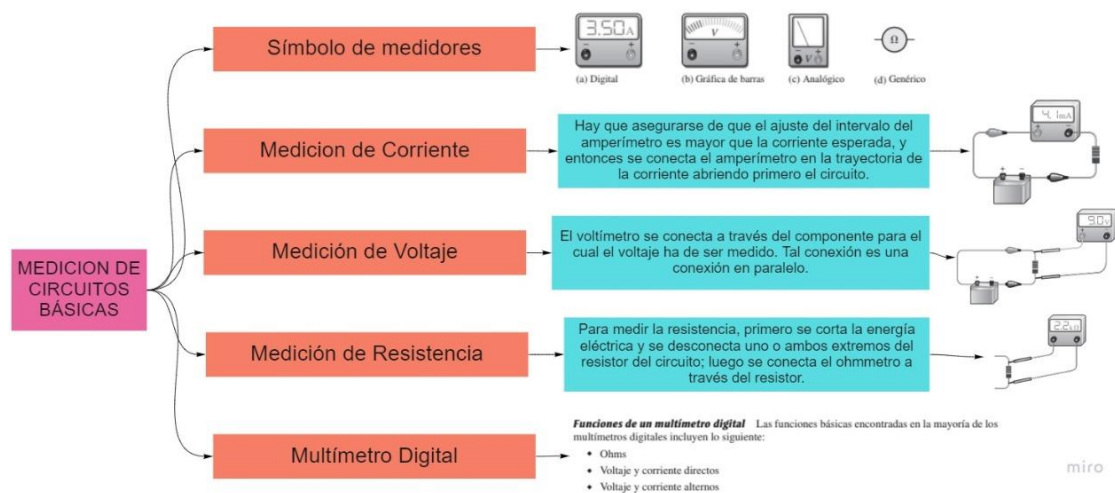 Símbolo de medidores
3.50A
V
V
Ω
(a) Digital
(b) Gráfica de barras
(c) Analógico
(d) Genérico
Medicion de Corriente
Hay que asegurarse de que el ajuste del intervalo del
amperímetro es mayor que la corriente esperada, y
entonces se conecta el amperímetro en la trayectoria de
la corriente abriendo primero el circuito.
4.1mA
MEDICION DE
CIRCUITOS
BÁSICAS
Medición de Voltaje
El voltímetro se conecta a través del componente para el
cual el voltaje ha de ser medido. Tal conexión es una
conexión en paralelo.
9.0V
Medición de Resistencia
Para medir la resistencia, primero se corta la energía
eléctrica y se desconecta uno o ambos extremos del
resistor del circuito; luego se conecta el ohmmetro a
través del resistor.
2.2kΩ
Multímetro Digital
Funciones de un multímetro digital Las funciones básicas encontradas en la mayoría de los
multímetros digitales incluyen lo siguiente:
• Ohms
• Voltaje y corriente directos
• Voltaje y corriente alternos
miro